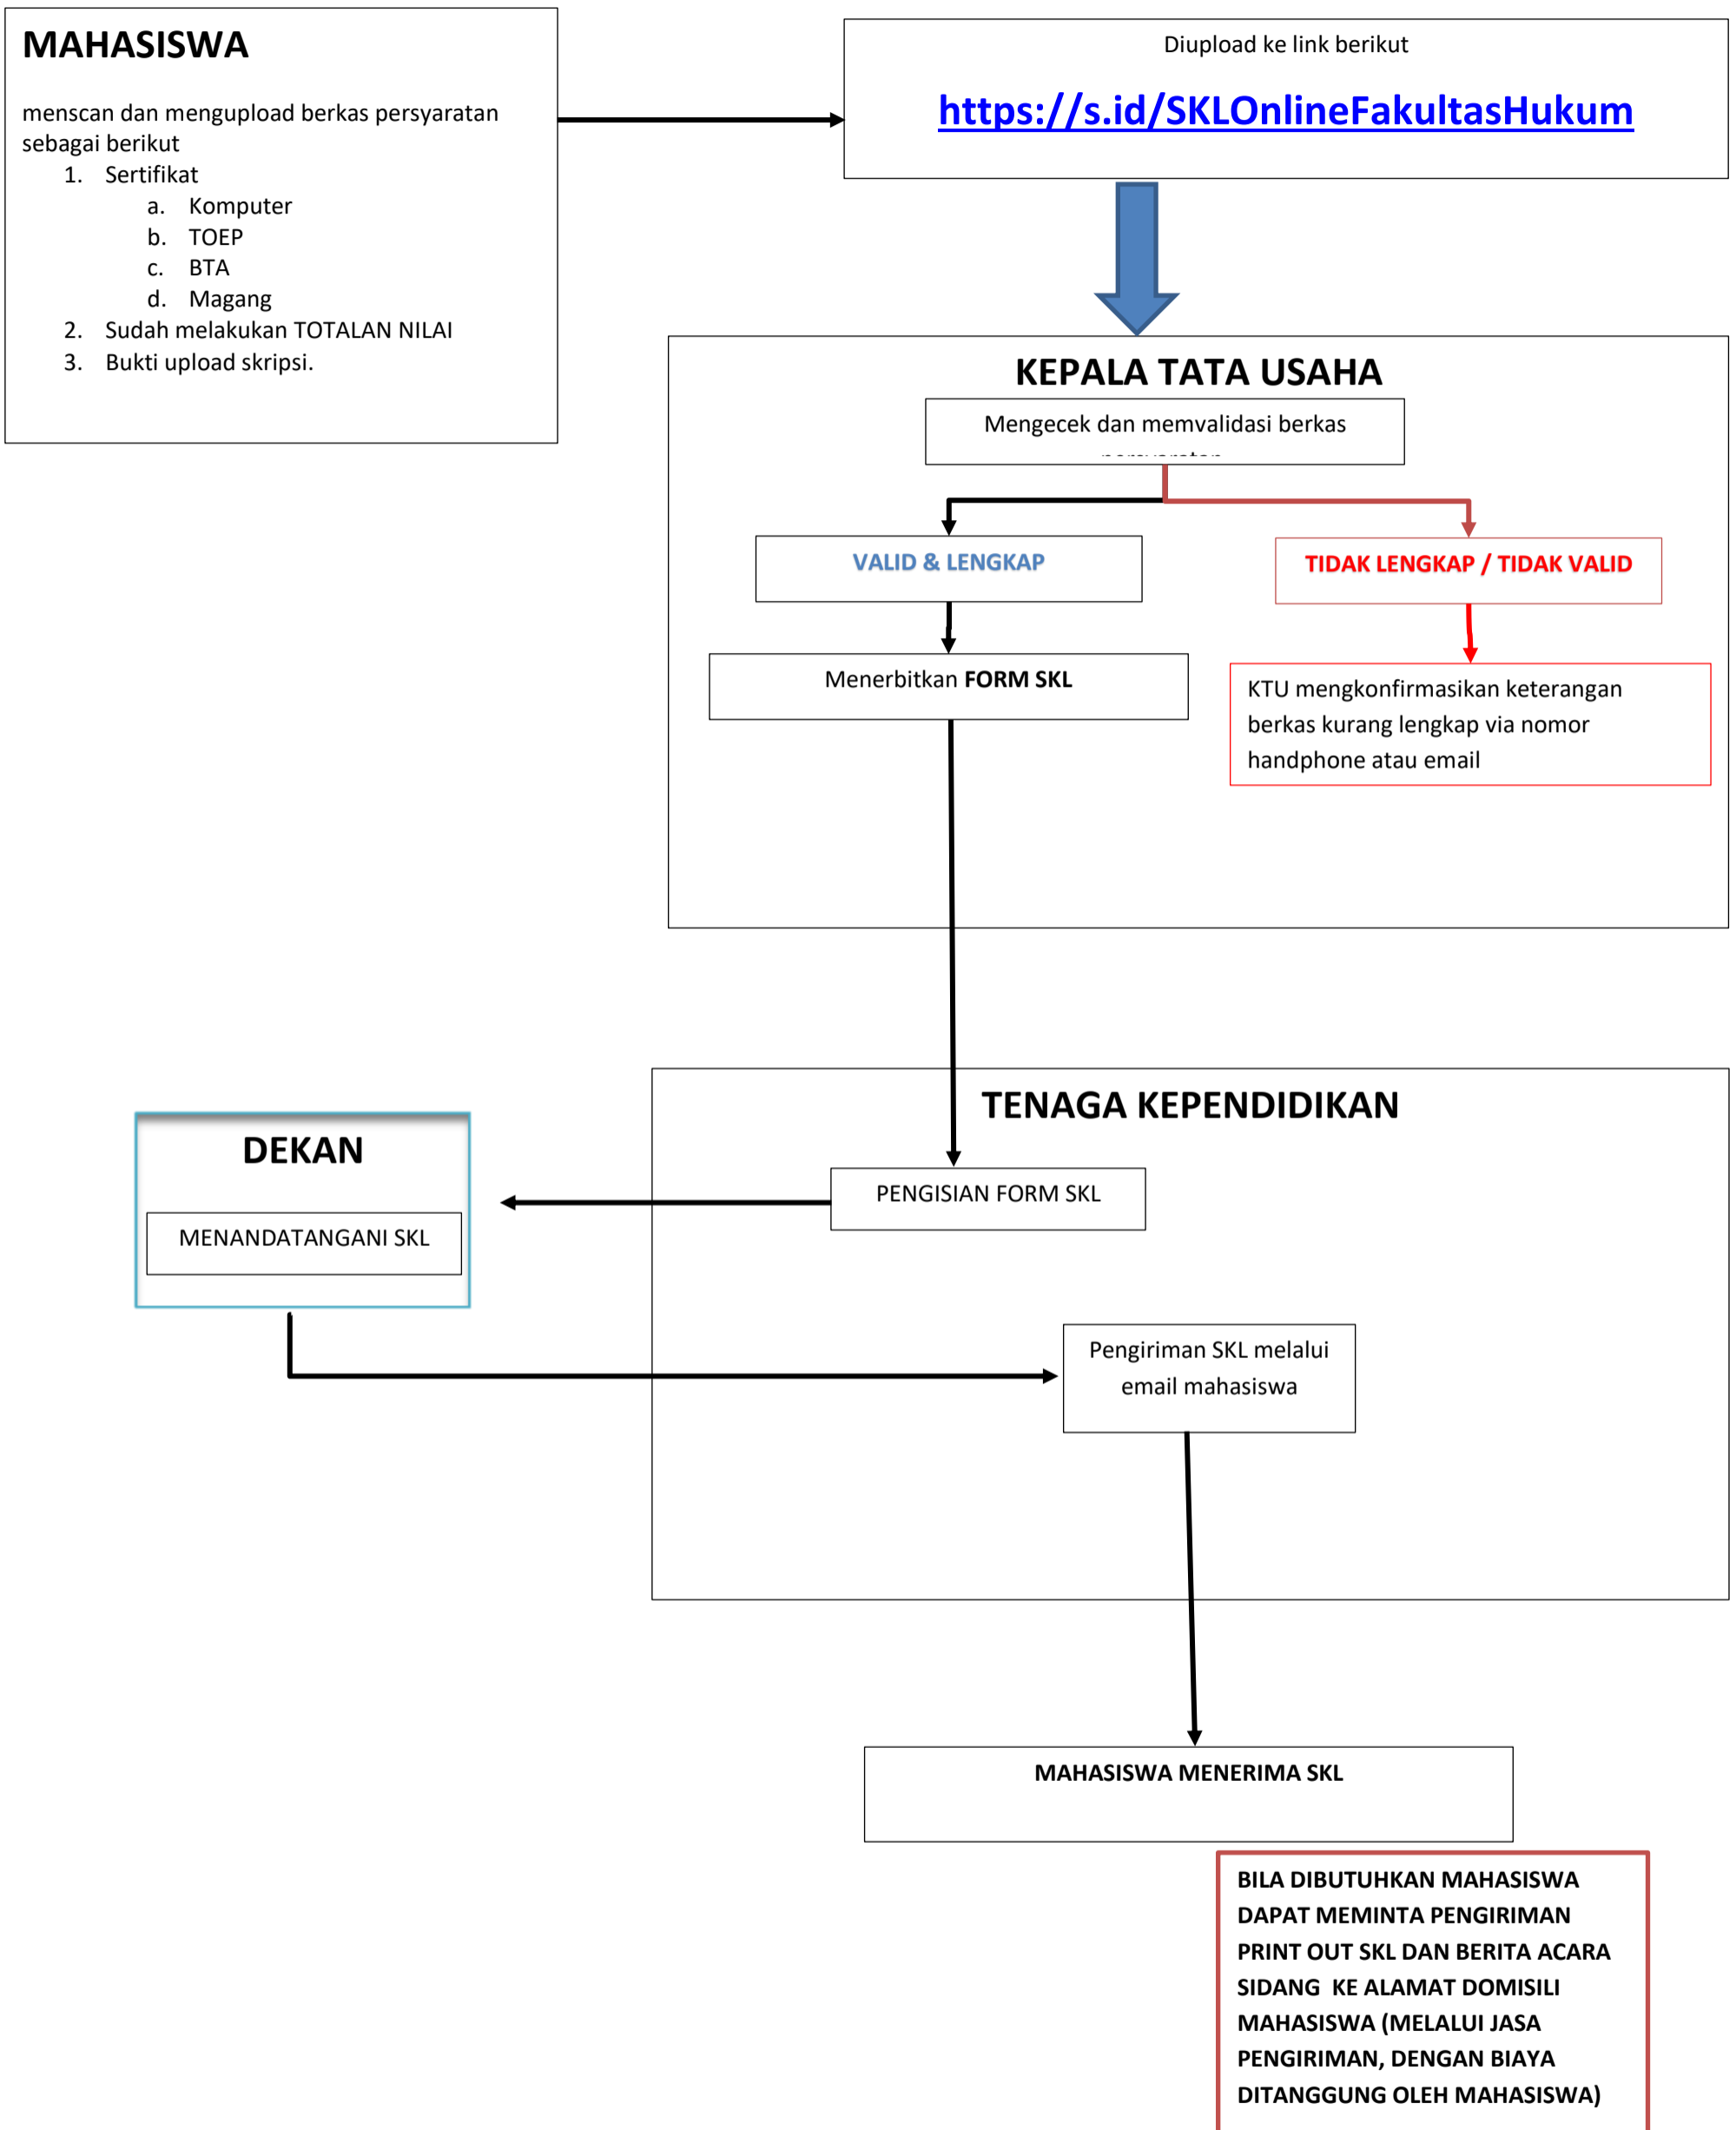 MAHASISWA
menscan dan mengupload berkas persyaratan
sebagai berikut
1. Sertifikat
a. Komputer
b. TOEP
c. BTA
d. Magang
2. Sudah melakukan TOTALAN NILAI
3. Bukti upload skripsi.
Diupload ke link berikut
https://s.id/SKLOnlineFakultasHukum
KEPALA TATA USAHA
Mengecek dan memvalidasi berkas
VALID & LENGKAP
TIDAK LENGKAP / TIDAK VALID
Menerbitkan FORM SKL
KTU mengkonfirmasikan keterangan
berkas kurang lengkap via nomor
handphone atau email
TENAGA KEPENDIDIKAN
DEKAN
PENGISIAN FORM SKL
MENANDATANGANI SKL
Pengiriman SKL melalui
email mahasiswa
MAHASISWA MENERIMA SKL
BILA DIBUTUHKAN MAHASISWA
DAPAT MEMINTA PENGIRIMAN
PRINT OUT SKL DAN BERITA ACARA
SIDANG KE ALAMAT DOMISILI
MAHASISWA (MELALUI JASA
PENGIRIMAN, DENGAN BIAYA
DITANGGUNG OLEH MAHASISWA)